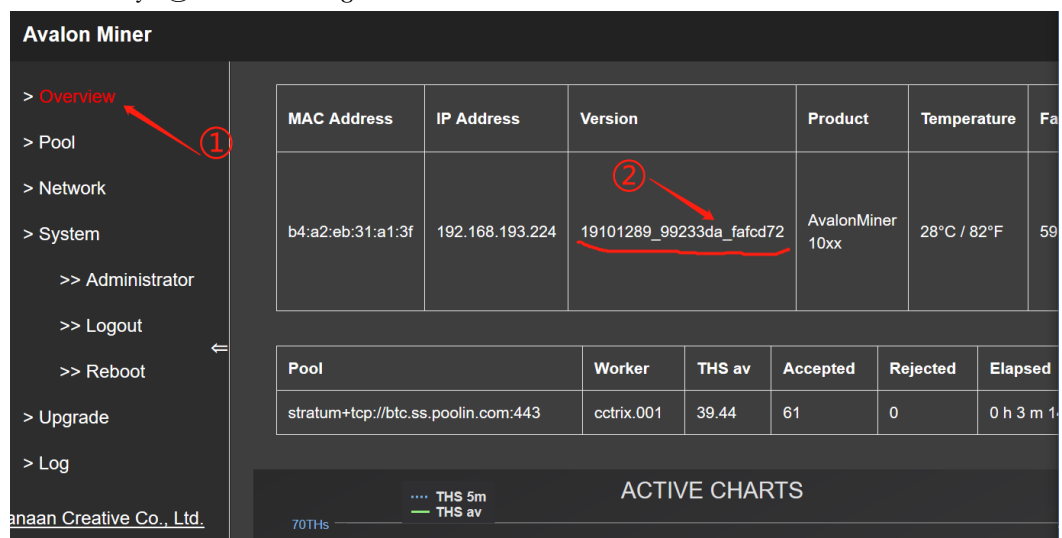 Avalon Miner
> Overview
> Pool
> Network
> System
>> Administrator
>> Logout
⇐
>> Reboot
> Upgrade
> Log
anaan Creative Co., Ltd.
①
②
MAC Address IP Address Version Product Temperature Fa
b4:a2:eb:31:a1:3f 192.168.193.224 19101289_99233da_fafcd72 AvalonMiner 10xx 28°C / 82°F 59
Pool Worker THS av Accepted Rejected Elapsed
stratum+tcp://btc.ss.poolin.com:443 cctrix.001 39.44 61 0 0 h 3 m 1
ACTIVE CHARTS
THS 5m
THS av
70THs